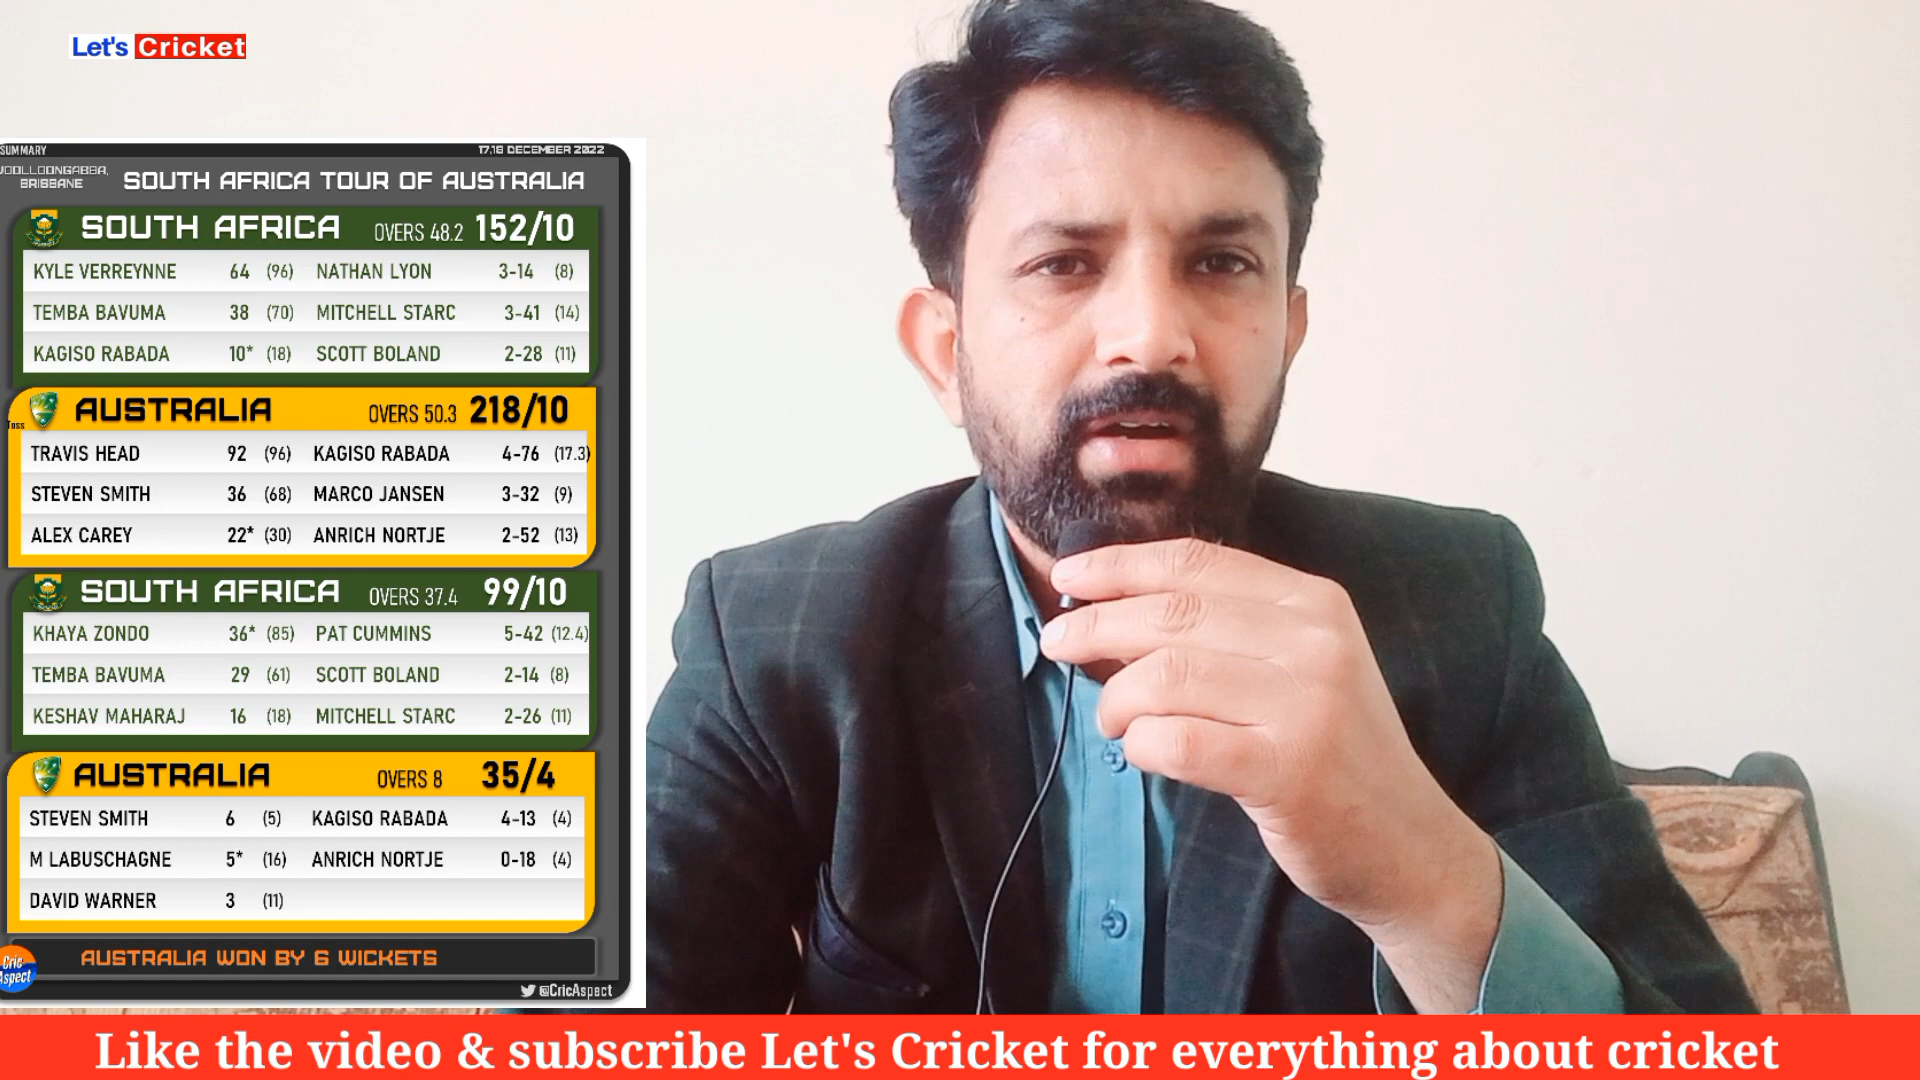 Let's Cricket
SUMMARY 17,18 DECEMBER 2022
BRISBANE SOUTH AFRICA TOUR OF AUSTRALIA
SOUTH AFRICA OVERS 48.2 152/10
KYLE VERREYNNE 64 (96) NATHAN LYON 3-14 (8)
TEMBA BAVUMA 38 (70) MITCHELL STARC 3-41 (14)
KAGISO RABADA 10* (18) SCOTT BOLAND 2-28 (11)
AUSTRALIA OVERS 50.3 218/10
Toss
TRAVIS HEAD 92 (96) KAGISO RABADA 4-76 (17.3)
STEVEN SMITH 36 (68) MARCO JANSEN 3-32 (9)
ALEX CAREY 22* (30) ANRICH NORTJE 2-52 (13)
SOUTH AFRICA OVERS 37.4 99/10
KHAYA ZONDO 36* (85) PAT CUMMINS 5-42 (12.4)
TEMBA BAVUMA 29 (61) SCOTT BOLAND 2-14 (8)
KESHAV MAHARAJ 16 (18) MITCHELL STARC 2-26 (11)
AUSTRALIA OVERS 8 35/4
STEVEN SMITH 6 (5) KAGISO RABADA 4-13 (4)
M LABUSCHAGNE 5* (16) ANRICH NORTJE 0-18 (4)
DAVID WARNER 3 (11)
AUSTRALIA WON BY 6 WICKETS
Cric
Aspect
@CricAspect
Like the video & subscribe Let's Cricket for everything about cricket